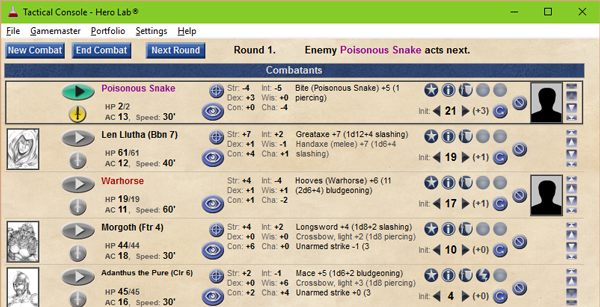 Tactical Console - Hero Lab®
File Gamemaster Portfolio Settings Help
New Combat End Combat Next Round Round 1. Enemy Poisonous Snake acts next.
Combatants
Poisonous Snake
HP 2/2
AC 13, Speed: 30'
Str: -4 Int: -5
Dex: +3 Wis: +0
Con: +0 Cha: -4
Bite (Poisonous Snake) +5 (1
piercing)
Init: 21 (+3)
Len Llutha (Bbn 7)
HP 61/61
AC 12, Speed: 40'
Str: +7 Int: +2
Dex: +1 Wis: -1
Con: +4 Cha: +1
Greataxe +7 (1d12+4 slashing)
Handaxe (melee) +7 (1d6+4
slashing)
Init: 19 (+1)
Warhorse
HP 19/19
AC 11, Speed: 60'
Str: +4 Int: -4
Dex: +1 Wis: +1
Con: +1 Cha: -2
Hooves (Warhorse) +6 (11
(2d6+4) bludgeoning)
Init: 17 (+1)
Morgoth (Ftr 4)
HP 44/44
AC 18, Speed: 30'
Str: +4 Int: +2
Dex: +0 Wis: +0
Con: +6 Cha: +0
Longsword +4 (1d8+2 slashing)
Crossbow, light +2 (1d8 piercing)
Unarmed strike -1 (3
Init: 10 (+0)
Adanthus the Pure (Clr 6)
HP 45/45
AC 16, Speed: 30'
Str: +2 Int: -1
Dex: +0 Wis: +6
Con: +2 Cha: +4
Mace +5 (1d6+2 bludgeoning)
Crossbow, light +3 (1d8 piercing)
Unarmed strike +0 (3
Init: 4 (+0)